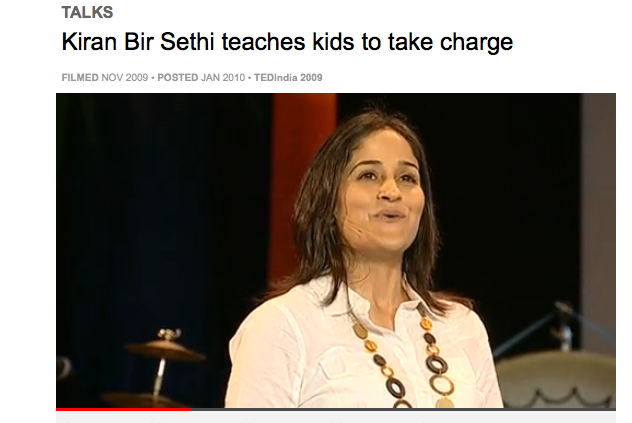 TALKS
Kiran Bir Sethi teaches kids to take charge
FILMED NOV 2009 • POSTED JAN 2010 • TEDIndia 2009